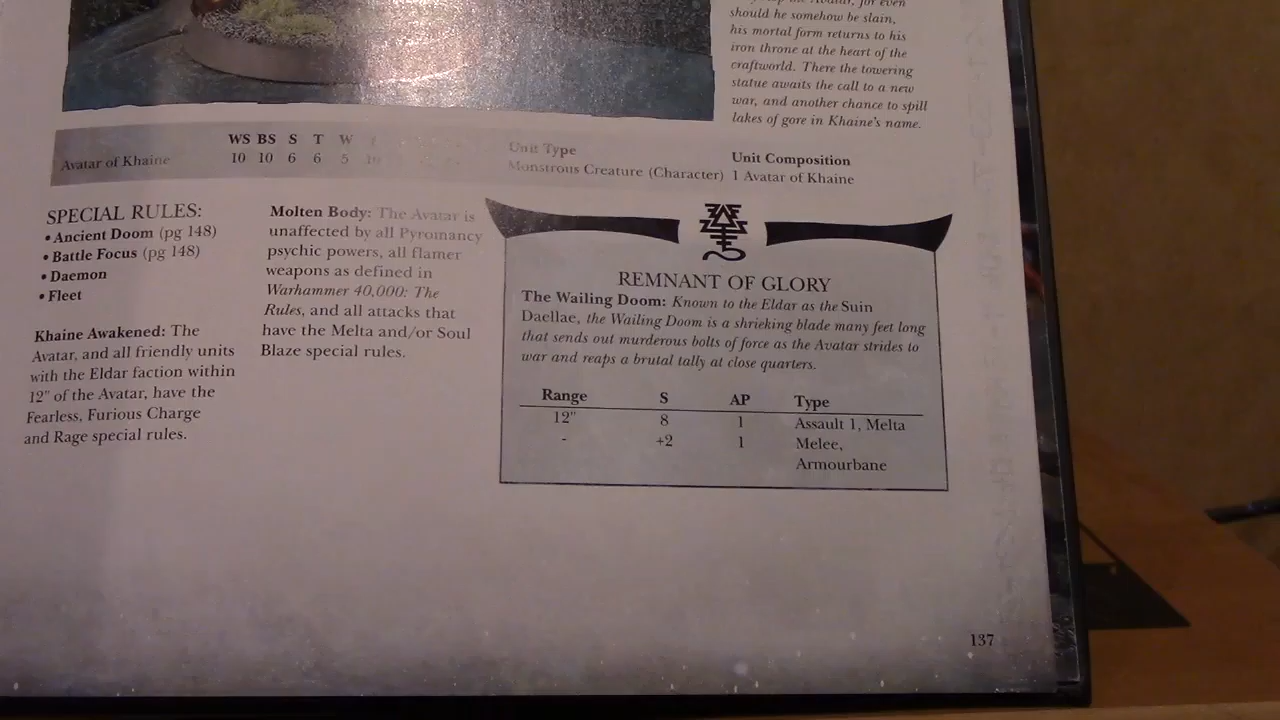 should he somehow be slain,
his mortal form returns to his
iron throne at the heart of the
craftworld. There the towering
statue awaits the call to a new
war, and another chance to spill
lakes of gore in Khaine's name.
WS BS S T W
Avatar of Khaine 10 10 6 6 5 10
Unit Type
Monstrous Creature (Character)
Unit Composition
1 Avatar of Khaine
SPECIAL RULES:
• Ancient Doom (pg 148)
• Battle Focus (pg 148)
• Daemon
• Fleet
Khaine Awakened: The
Avatar, and all friendly units
with the Eldar faction within
12" of the Avatar, have the
Fearless, Furious Charge
and Rage special rules.
Molten Body: The Avatar is
unaffected by all Pyromancy
psychic powers, all flamer
weapons as defined in
Warhammer 40,000: The
Rules, and all attacks that
have the Melta and/or Soul
Blaze special rules.
REMNANT OF GLORY
The Wailing Doom: Known to the Eldar as the Suin
Daellae, the Wailing Doom is a shrieking blade many feet long
that sends out murderous bolts of force as the Avatar strides to
war and reaps a brutal tally at close quarters.
Range S AP Type
12" 8 1 Assault 1, Melta
- +2 1 Melee,
Armourbane
137